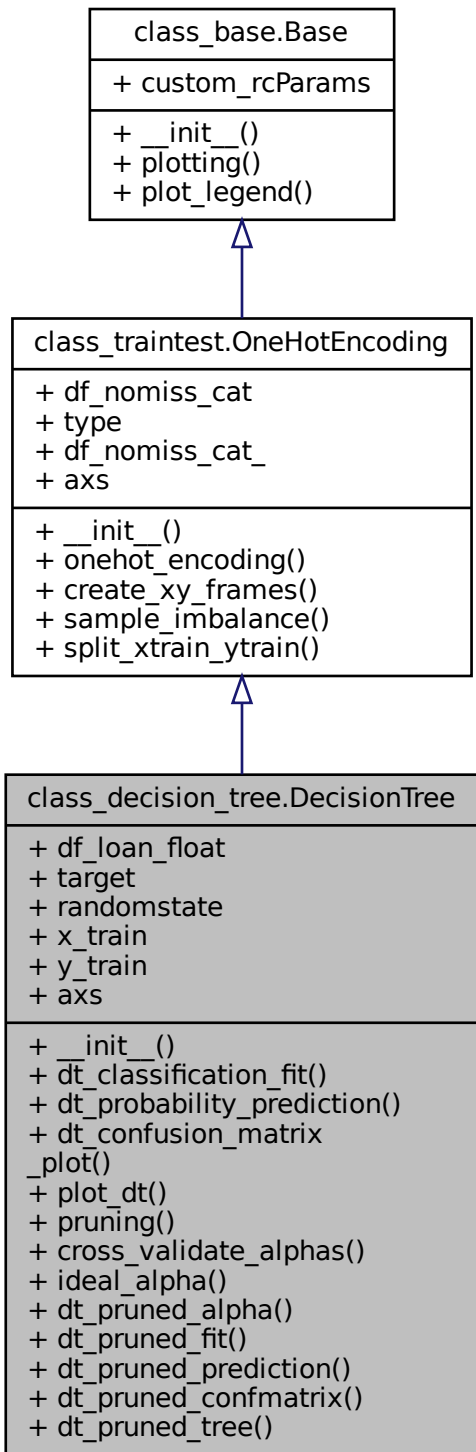 class_base.Base
+ custom_rcParams
+ __init__()
+ plotting()
+ plot_legend()
class_traintest.OneHotEncoding
+ df_nomiss_cat
+ type
+ df_nomiss_cat_
+ axs
+ __init__()
+ onehot_encoding()
+ create_xy_frames()
+ sample_imbalance()
+ split_xtrain_ytrain()
class_decision_tree.DecisionTree
+ df_loan_float
+ target
+ randomstate
+ x_train
+ y_train
+ axs
+ __init__()
+ dt_classification_fit()
+ dt_probability_prediction()
+ dt_confusion_matrix
_plot()
+ plot_dt()
+ pruning()
+ cross_validate_alphas()
+ ideal_alpha()
+ dt_pruned_alpha()
+ dt_pruned_fit()
+ dt_pruned_prediction()
+ dt_pruned_confmatrix()
+ dt_pruned_tree()